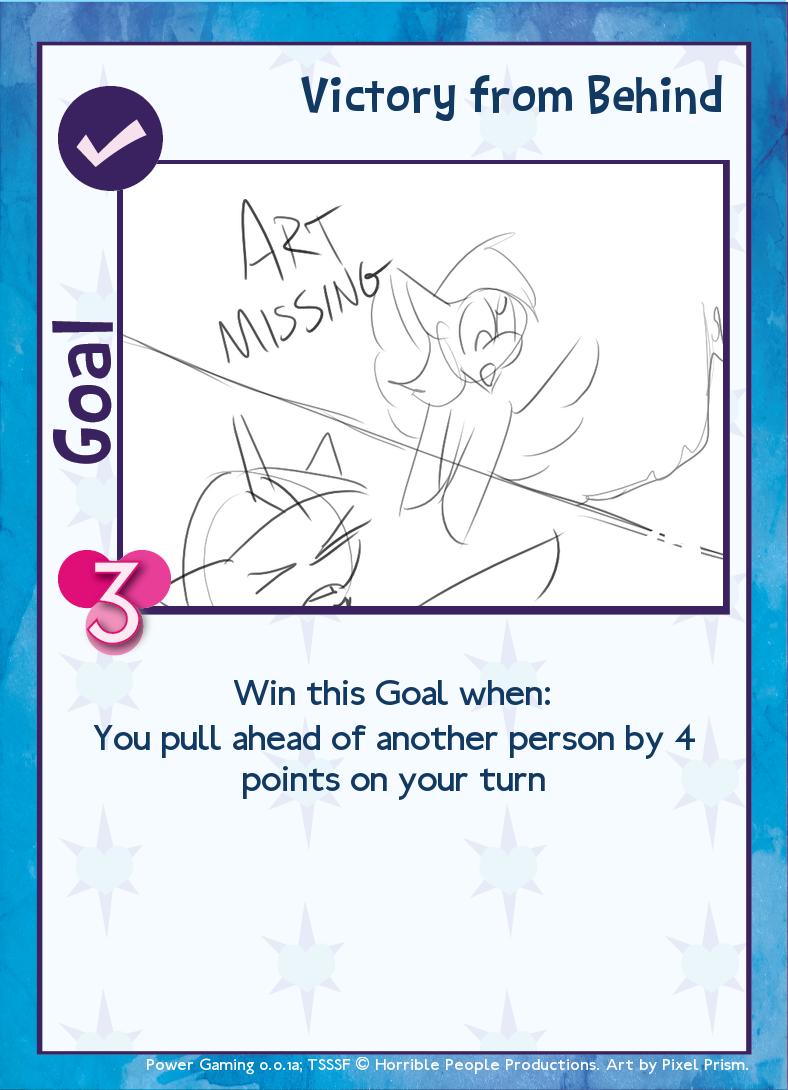 Victory from Behind
ART
MISSING
Goal
3
Win this Goal when:
You pull ahead of another person by 4
points on your turn
Power Gaming 0.0.1a; TSSSF © Horrible People Productions. Art by Pixel Prism.